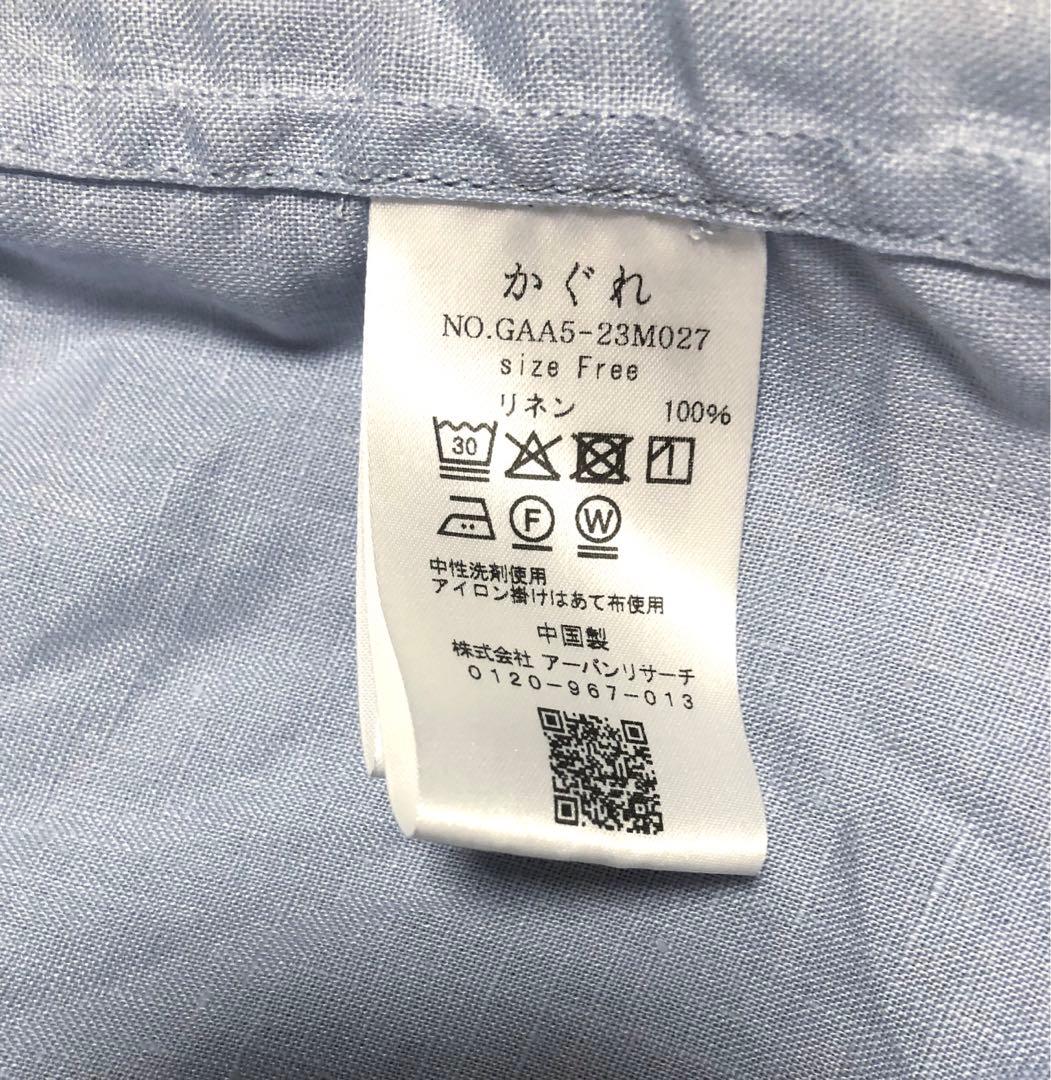 かぐれ
NO.GAA5-23M027
size Free
リネン 100%
30
F W
中性洗剤使用
アイロン掛けはあて布使用
中国製
株式会社 アーバンリサーチ
0120-967-013